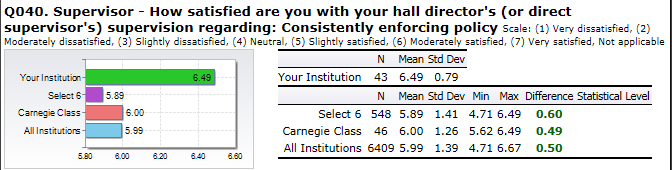 Q040. Supervisor - How satisfied are you with your hall director's (or direct
supervisor's) supervision regarding: Consistently enforcing policy Scale: (1) Very dissatisfied, (2)
Moderately dissatisfied, (3) Slightly dissatisfied, (4) Neutral, (5) Slightly satisfied, (6) Moderately satisfied, (7) Very satisfied, Not applicable
Your Institution 6.49
Select 6 5.89
Carnegie Class 6.00
All Institutions 5.99
5.80 6.00 6.20 6.40 6.60
N Mean Std Dev
Your Institution 43 6.49 0.79
N Mean Std Dev Min Max Difference Statistical Level
Select 6 548 5.89 1.41 4.71 6.49 0.60
Carnegie Class 46 6.00 1.26 5.62 6.49 0.49
All Institutions 6409 5.99 1.39 4.71 6.67 0.50